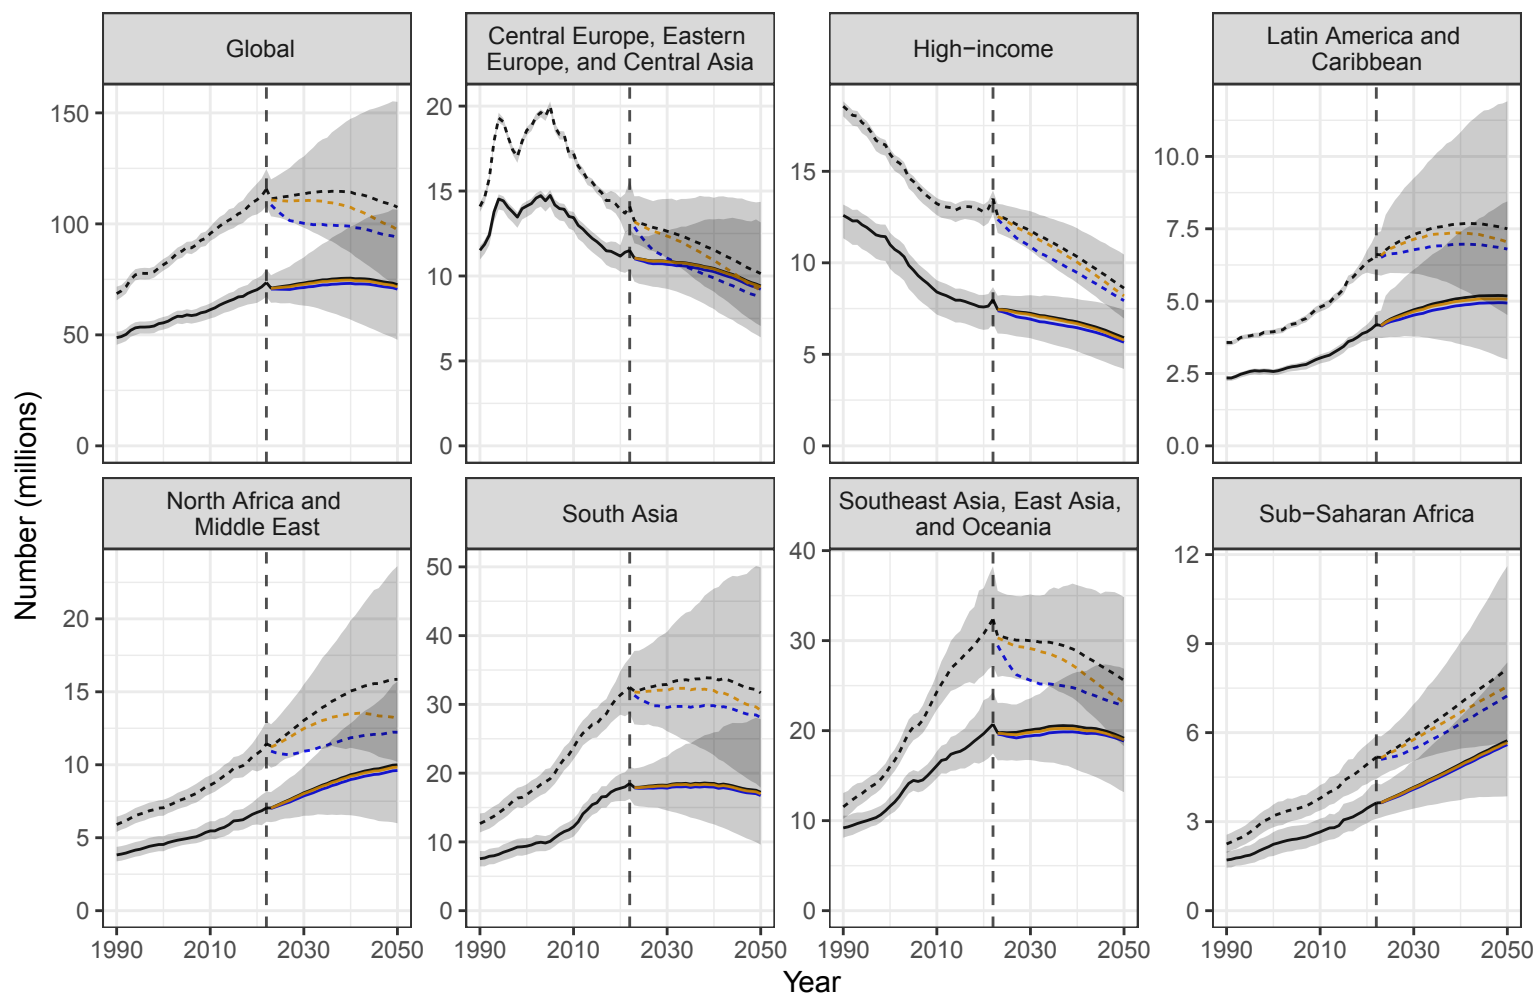 Global
Central Europe, Eastern
Europe, and Central Asia
High−income
Latin America and
Caribbean
150
100
50
0
20
15
10
5
0
15
10
5
0
10.0
7.5
5.0
2.5
0.0
Number (millions)
North Africa and
Middle East
South Asia
Southeast Asia, East Asia,
and Oceania
Sub−Saharan Africa
20
15
10
5
0
50
40
30
20
10
0
40
30
20
10
0
12
9
6
3
0
1990 2010 2030 2050
1990 2010 2030 2050
1990 2010 2030 2050
1990 2010 2030 2050
Year